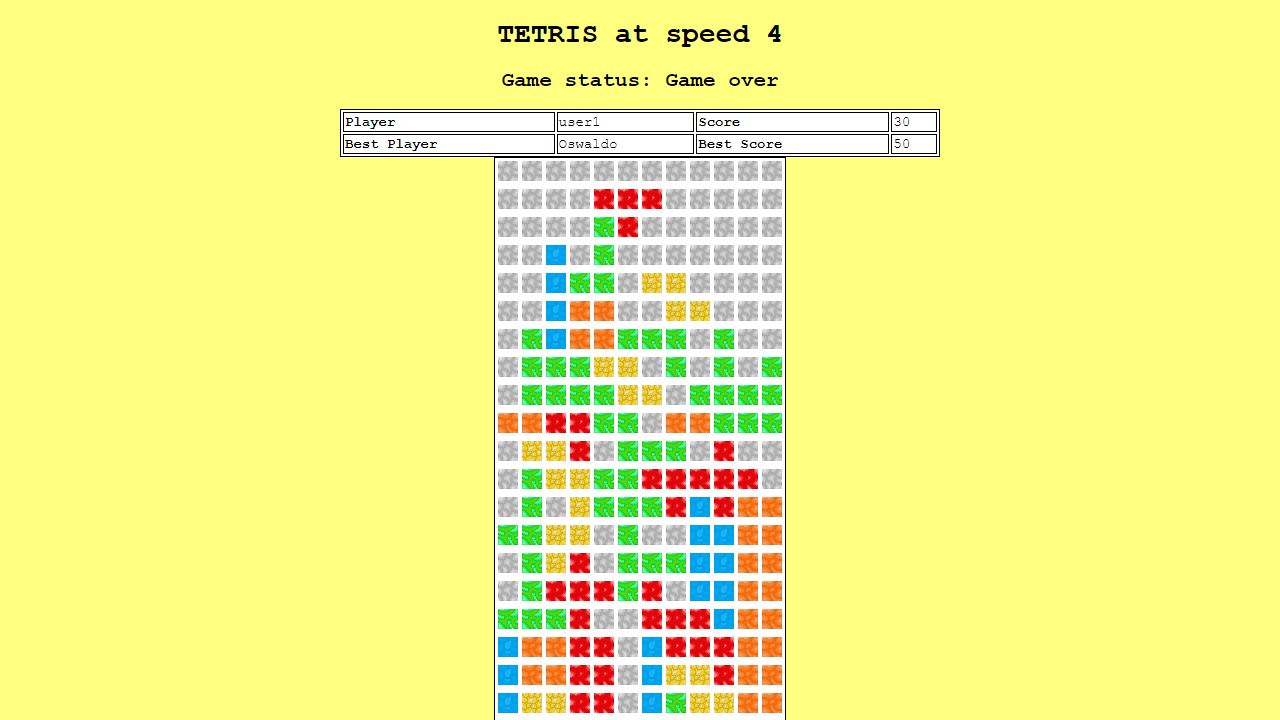 TETRIS at speed 4
Game status: Game over
Player user1 Score 30
Best Player Oswaldo Best Score 50